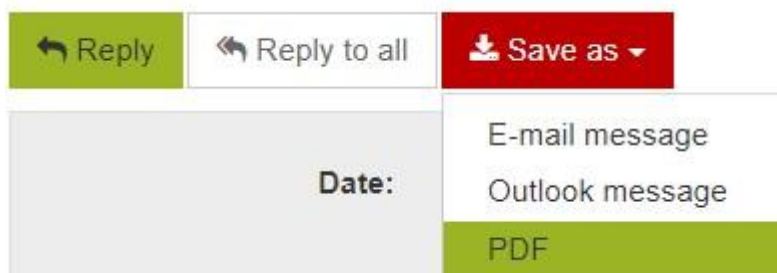 Reply Reply to all Save as
E-mail message
Date:
Outlook message
PDF